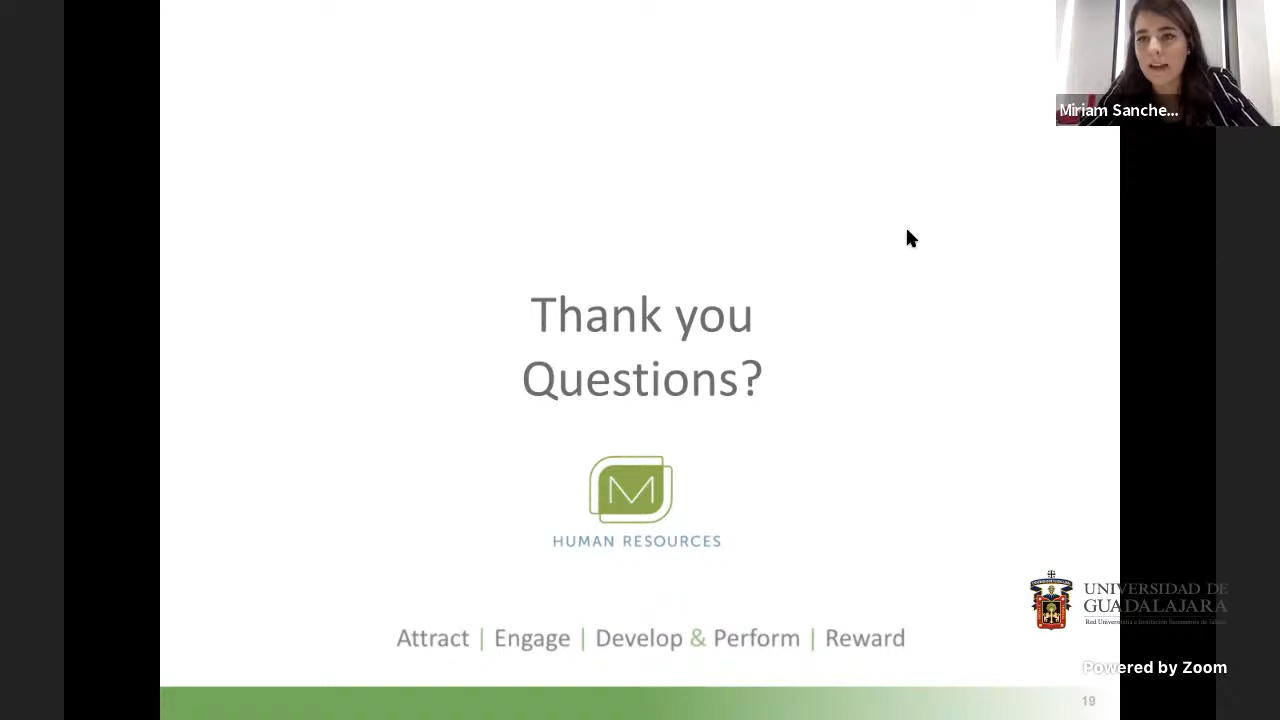 Miriam Sanche...
Thank you
Questions?
M
HUMAN RESOURCES
UNIVERSIDAD DE
GUADALAJARA
Attract | Engage | Develop & Perform | Reward
Powered by Zoom
19